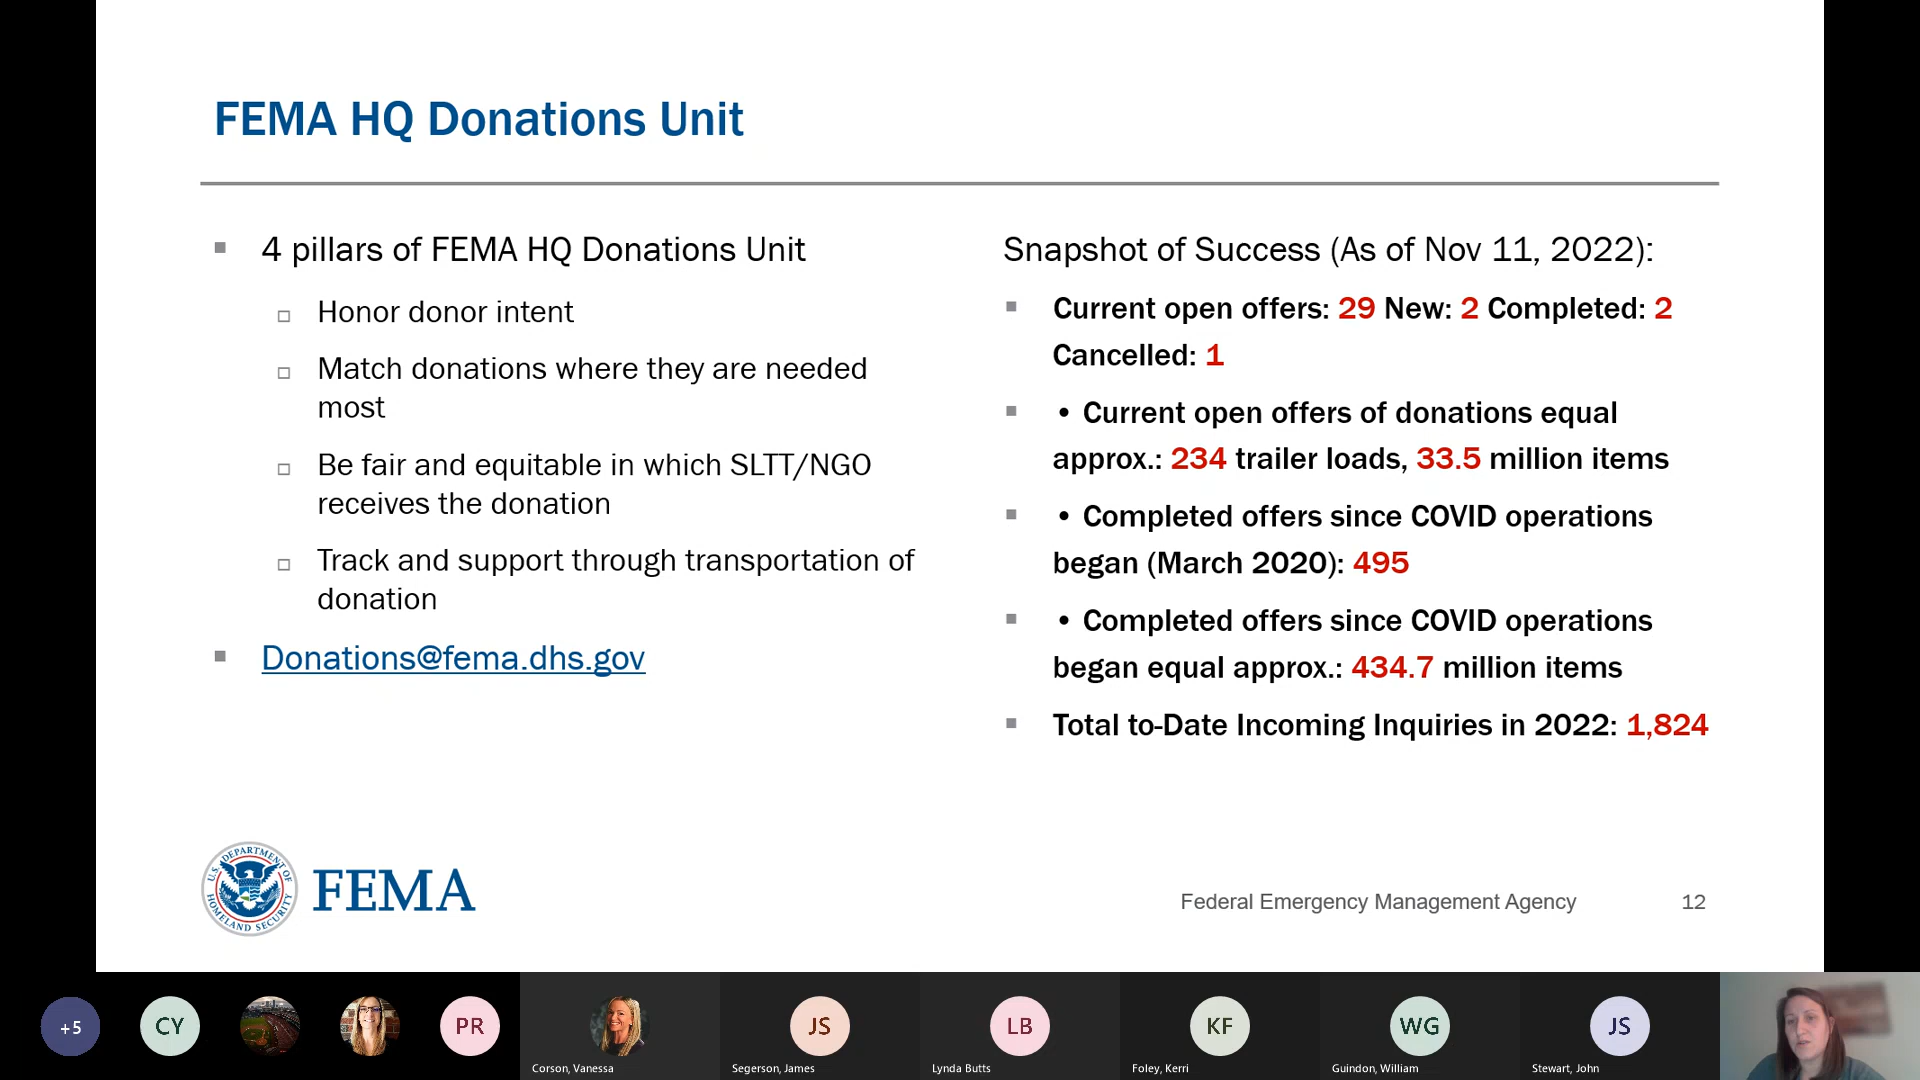 FEMA HQ Donations Unit
4 pillars of FEMA HQ Donations Unit
Honor donor intent
Match donations where they are needed
most
Be fair and equitable in which SLTT/NGO
receives the donation
Track and support through transportation of
donation
Donations@fema.dhs.gov
Snapshot of Success (As of Nov 11, 2022):
Current open offers: 29 New: 2 Completed: 2
Cancelled: 1
• Current open offers of donations equal
approx.: 234 trailer loads, 33.5 million items
• Completed offers since COVID operations
began (March 2020): 495
• Completed offers since COVID operations
began equal approx.: 434.7 million items
Total to-Date Incoming Inquiries in 2022: 1,824
U.S. DEPARTMENT OF
HOMELAND SECURITY
FEMA
Federal Emergency Management Agency
12
+5
CY
PR
Corson, Vanessa
JS
Segerson, James
LB
Lynda Butts
KF
Foley, Kerri
WG
Guindon, William
JS
Stewart, John